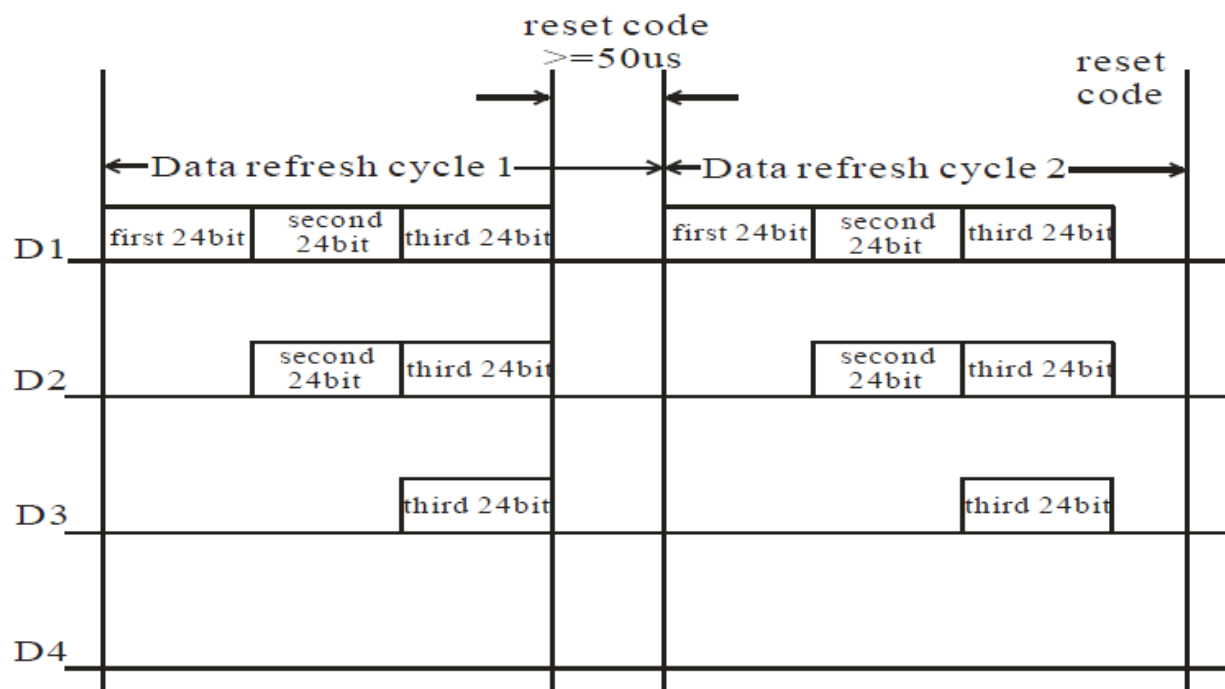 reset code
>=50us
reset
code
Data refresh cycle 1
Data refresh cycle 2
D1
first 24bit
second
24bit
third 24bit
first 24bit
second
24bit
third 24bit
D2
second
24bit
third 24bit
second
24bit
third 24bit
D3
third 24bit
third 24bit
D4